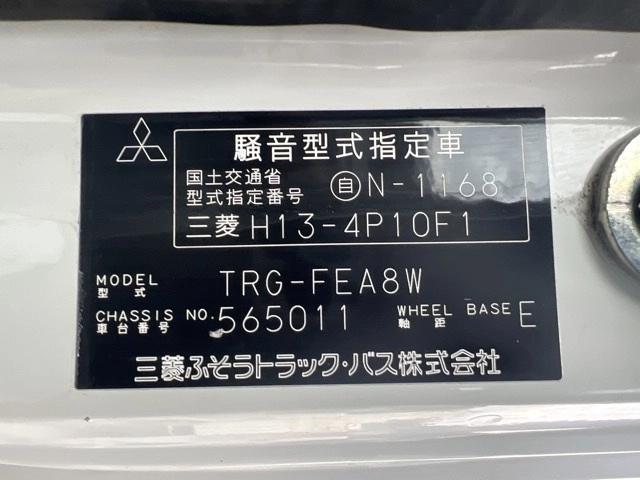 騒音型式指定車
国土交通省
型式指定番号 自N-1168
三菱 H13-4P10F1
MODEL TRG-FEA8W
型式
CHASSIS NO. 565011 WHEEL BASE E
車台番号 軸距
三菱ふそうトラック・バス株式会社